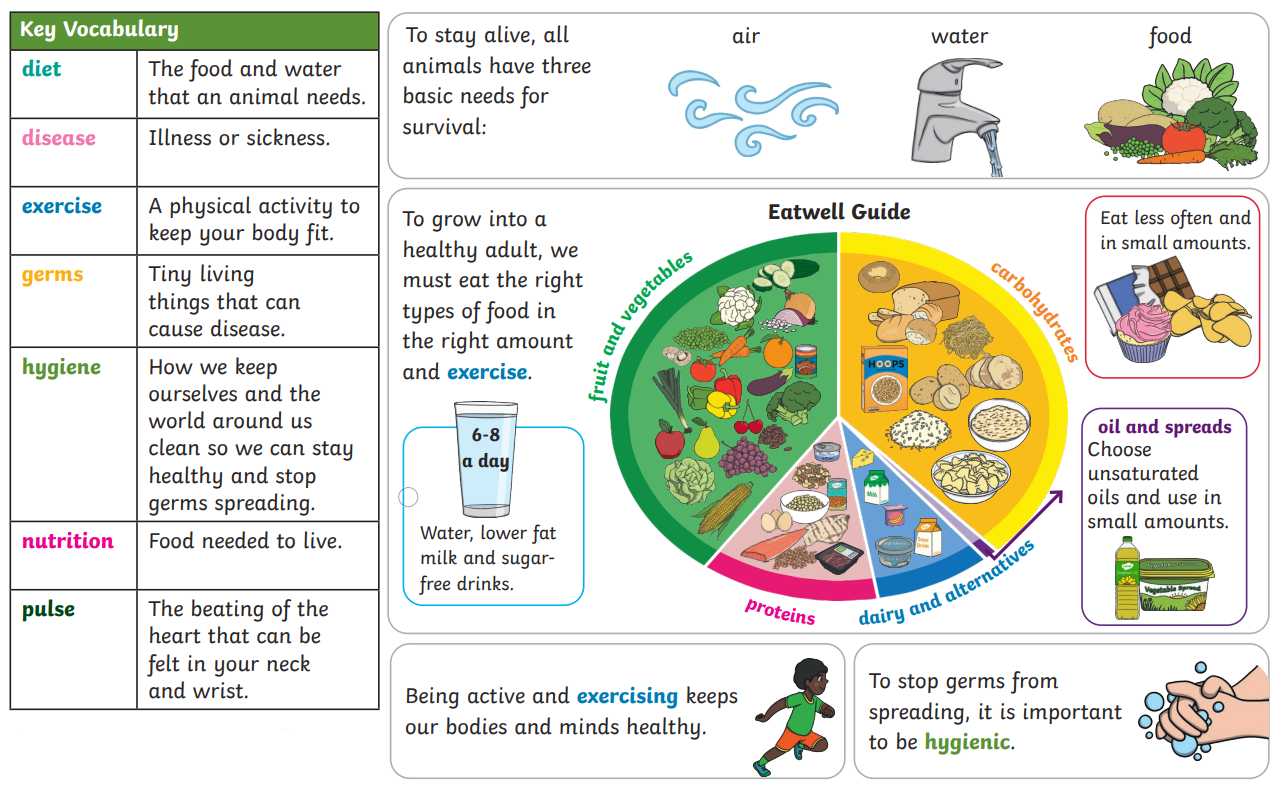 Key Vocabulary
diet
The food and water
that an animal needs.
disease
Illness or sickness.
exercise
A physical activity to
keep your body fit.
germs
Tiny living
things that can
cause disease.
hygiene
How we keep
ourselves and the
world around us
clean so we can stay
healthy and stop
germs spreading.
nutrition
Food needed to live.
pulse
The beating of the
heart that can be
felt in your neck
and wrist.
To stay alive, all
animals have three
basic needs for
survival:
air
water
food
To grow into a
healthy adult, we
must eat the right
types of food in
the right amount
and exercise.
6-8
a day
Water, lower fat
milk and sugar-
free drinks.
Eatwell Guide
fruit and vegetables
carbohydrates
HOOPS
proteins
dairy and alternatives
Eat less often and
in small amounts.
oil and spreads
Choose
unsaturated
oils and use in
small amounts.
Vegetable Spread
Being active and exercising keeps
our bodies and minds healthy.
To stop germs from
spreading, it is important
to be hygienic.